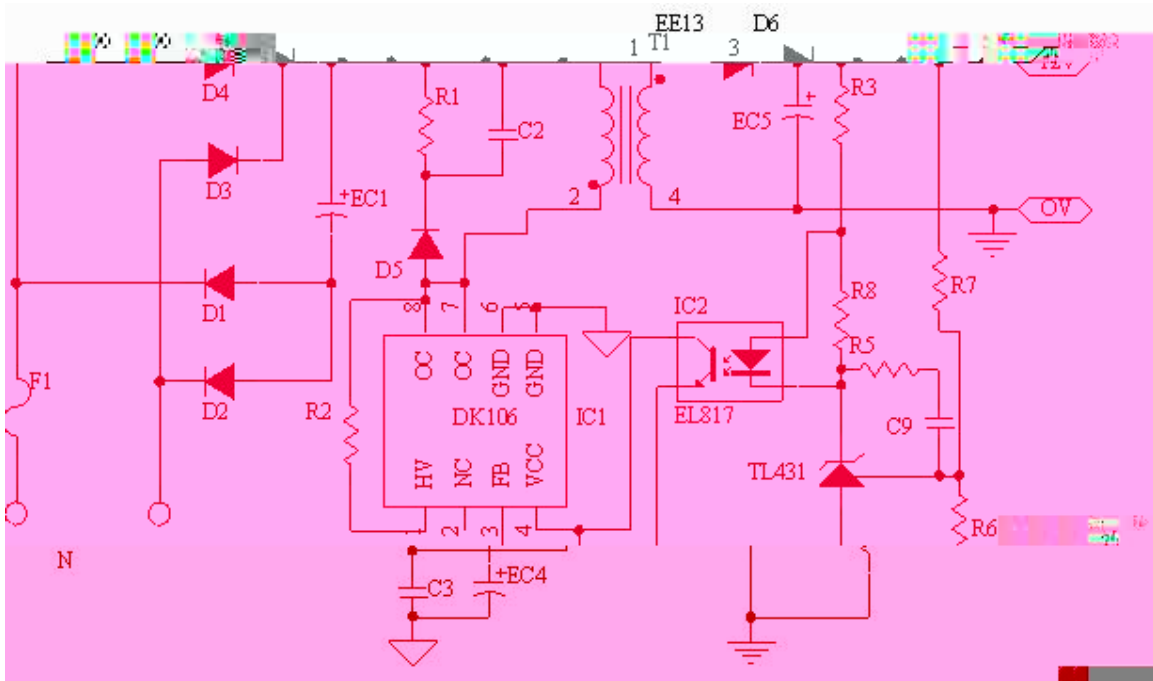 EE13 D6
1 T1 3
D4 R1 C2 EC5 + R3
D3 +EC1 2 4 OV
D5 R7
D1 8 7 6 5 IC2 R8
F1 OC OC GND GND R5
D2 R2 DK106 IC1 EL817 C9
HV NC FB VCC TL431
2 3 4 R6
N C3 +EC4